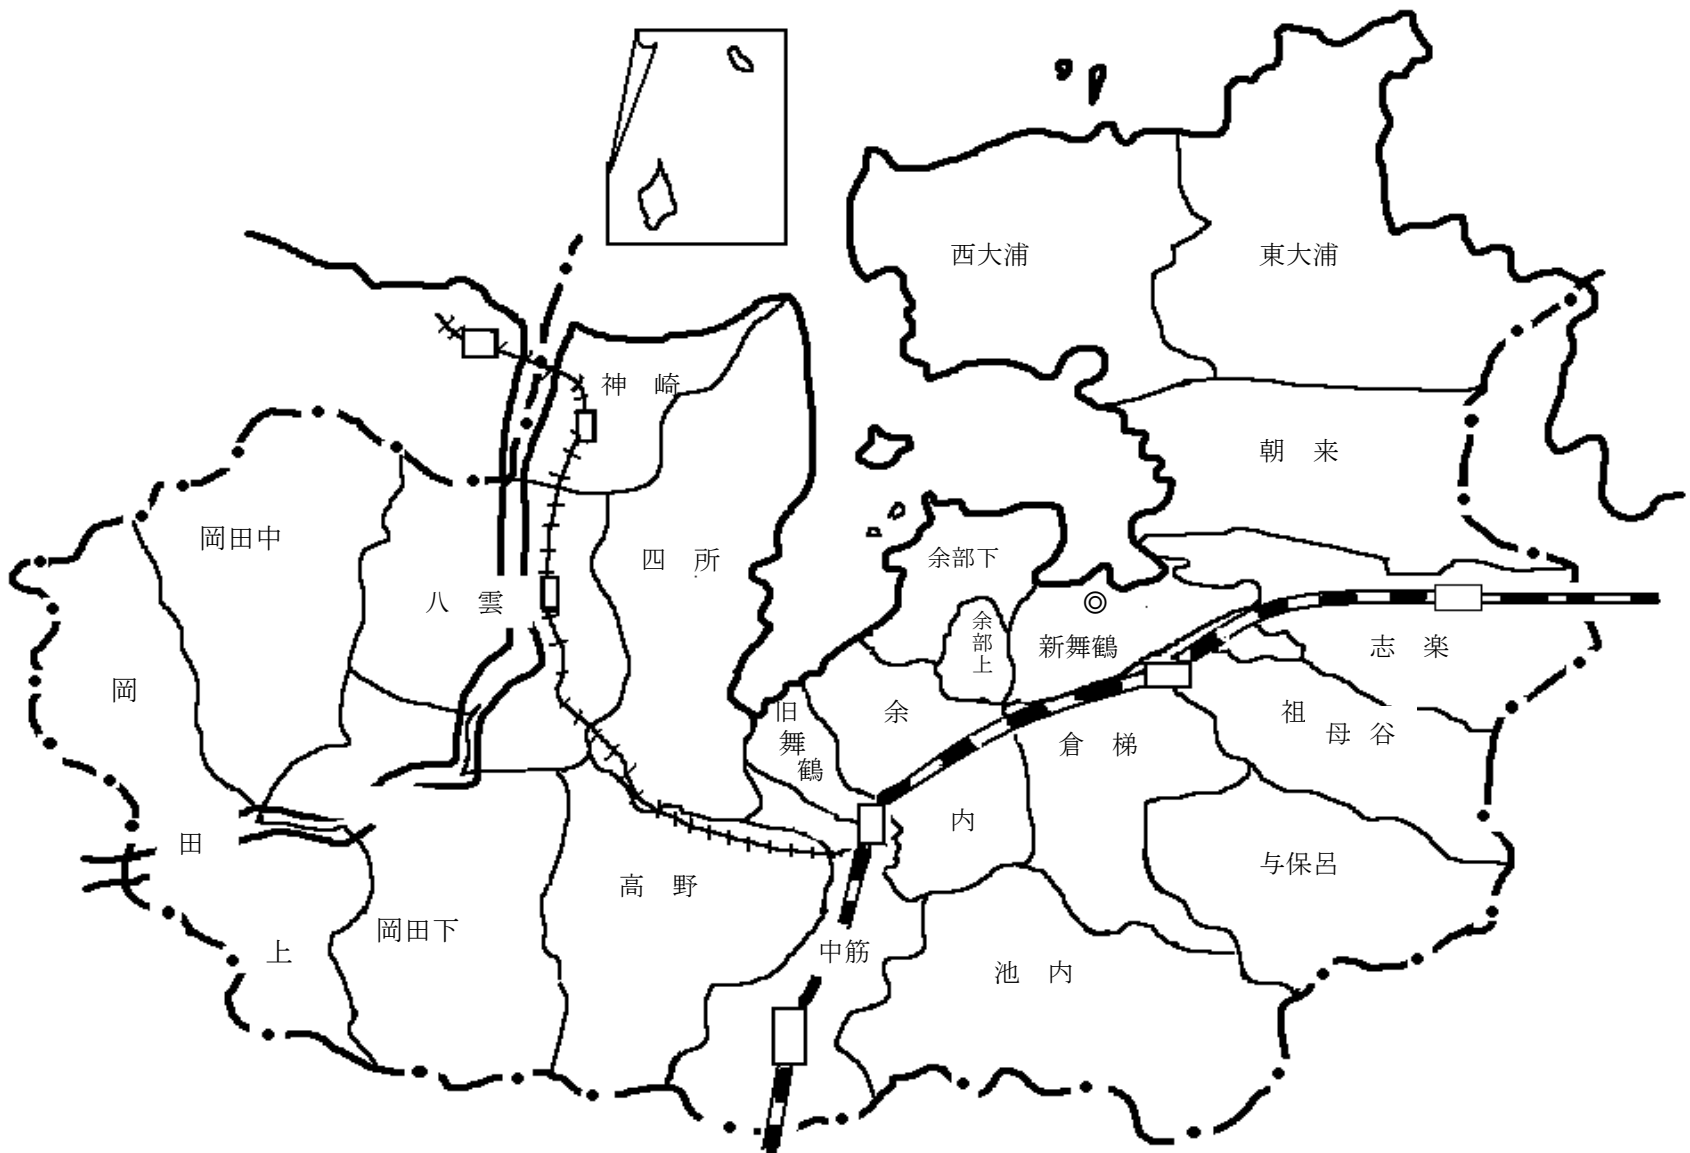 西大浦
東大浦
神 崎
朝 来
岡田中
四 所
余部下
八 雲
余部上
新舞鶴
志 楽
岡田上
旧舞鶴
余内
倉 梯
祖母谷
与保呂
高 野
岡田下
中筋
池 内